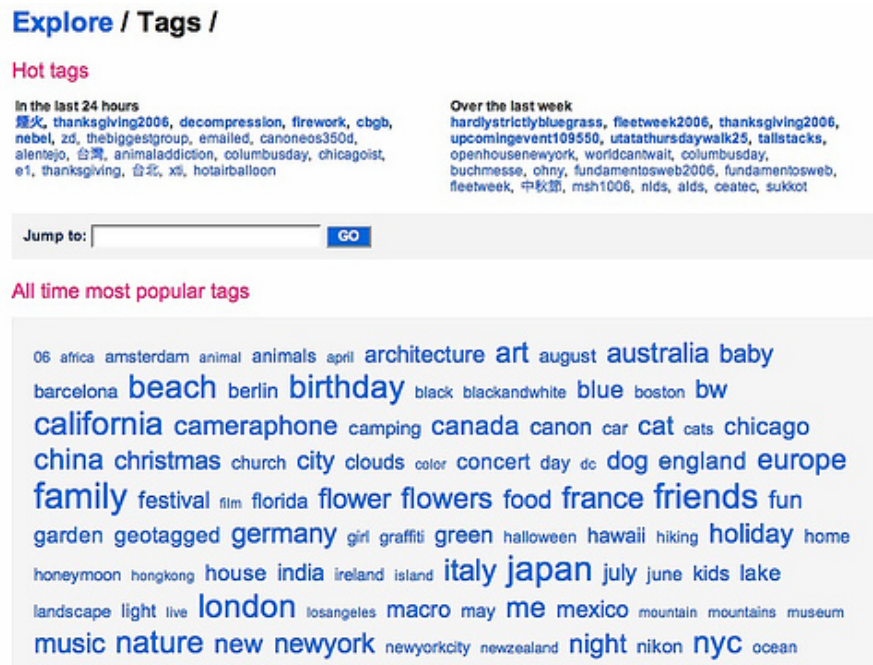 Explore / Tags /
Hot tags
In the last 24 hours
煙火, thanksgiving2006, decompression, firework, cbgb,
nebel, zd, thebiggestgroup, emailed, canoneos350d,
alentejo, 台灣, animaladdiction, columbusday, chicagoist,
e1, thanksgiving, 台北, xti, hotairballoon
Over the last week
hardlystrictlybluegrass, fleetweek2006, thanksgiving2006,
upcomingevent109550, utatathursdaywalk25, tallstacks,
openhousenewyork, worldcantwait, columbusday,
buchmesse, ohny, fundamentosweb2006, fundamentosweb,
fleetweek, 中秋節, msh1006, nlds, alds, ceatec, sukkot
Jump to: GO
All time most popular tags
06 africa amsterdam animal animals april architecture art august australia baby
barcelona beach berlin birthday black blackandwhite blue boston bw
california cameraphone camping canada canon car cat cats chicago
china christmas church city clouds color concert day dc dog england europe
family festival film florida flower flowers food france friends fun
garden geotagged germany girl graffiti green halloween hawaii hiking holiday home
honeymoon hongkong house india ireland island italy japan july june kids lake
landscape light live london losangeles macro may me mexico mountain mountains museum
music nature new newyork newyorkcity newzealand night nikon nyc ocean